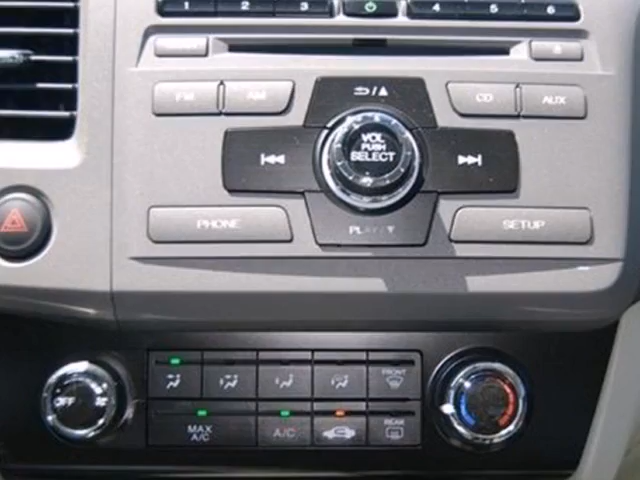 1 2 3 4 5 6
FM AM CD AUX
VOL
PUSH
SELECT
PHONE SETUP
PLAY/
OFF
FRONT
MAX
A/C
A/C
REAR